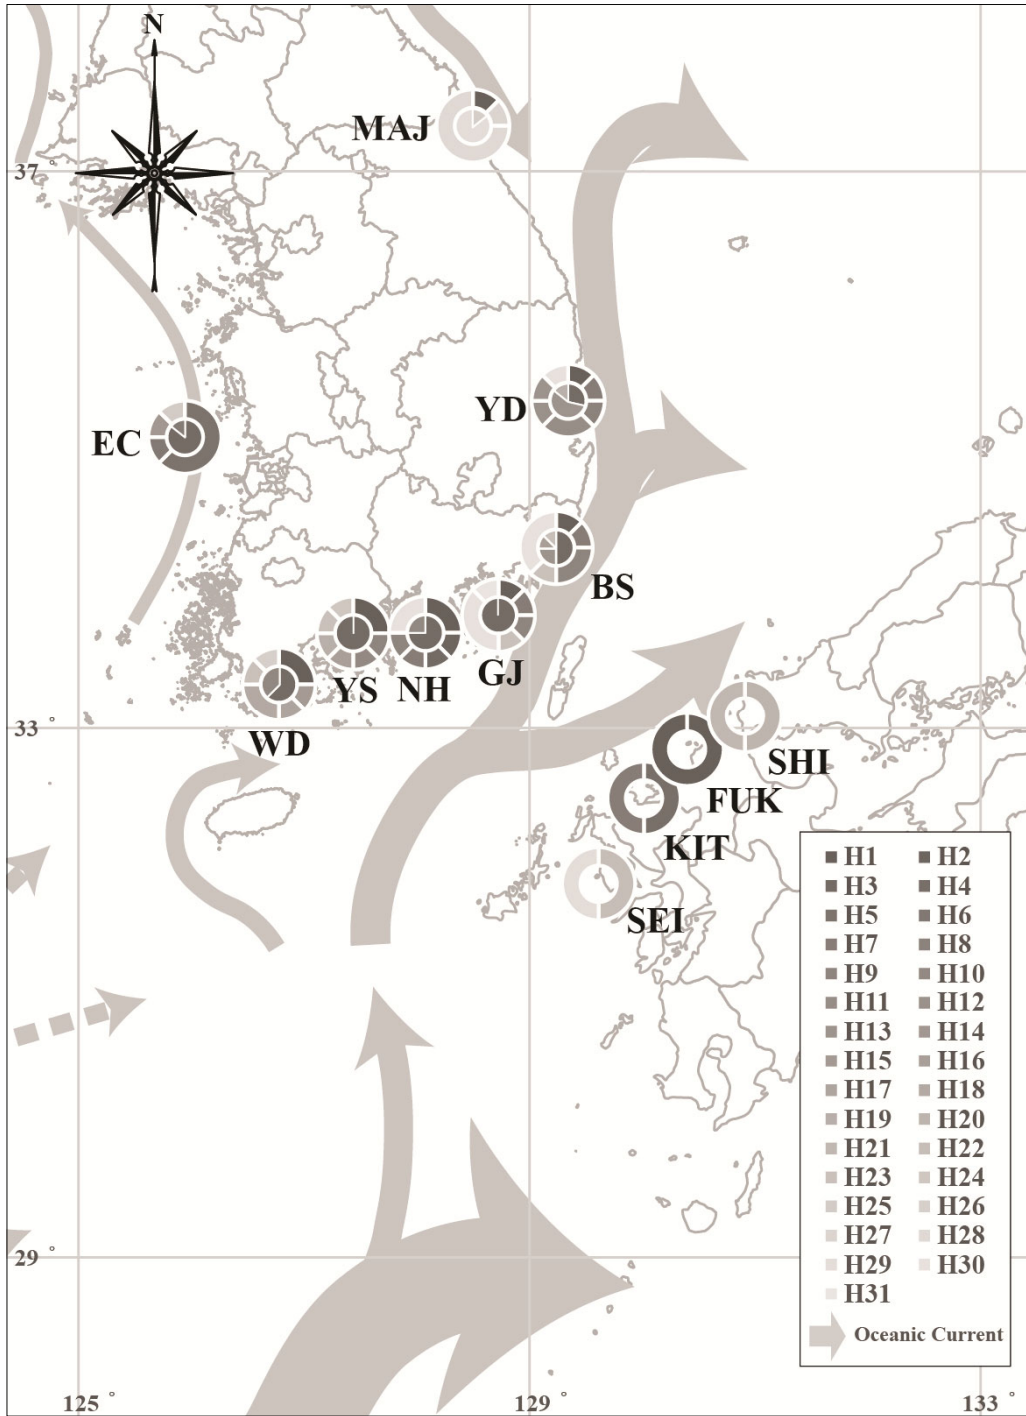 N
MAJ
37°
YD
EC
BS
GJ
YS
NH
WD
33°
SHI
FUK
KIT
SEI
H1 H2
H3 H4
H5 H6
H7 H8
H9 H10
H11 H12
H13 H14
H15 H16
H17 H18
H19 H20
H21 H22
H23 H24
H25 H26
H27 H28
H29 H30
H31
Oceanic Current
29°
125° 129° 133